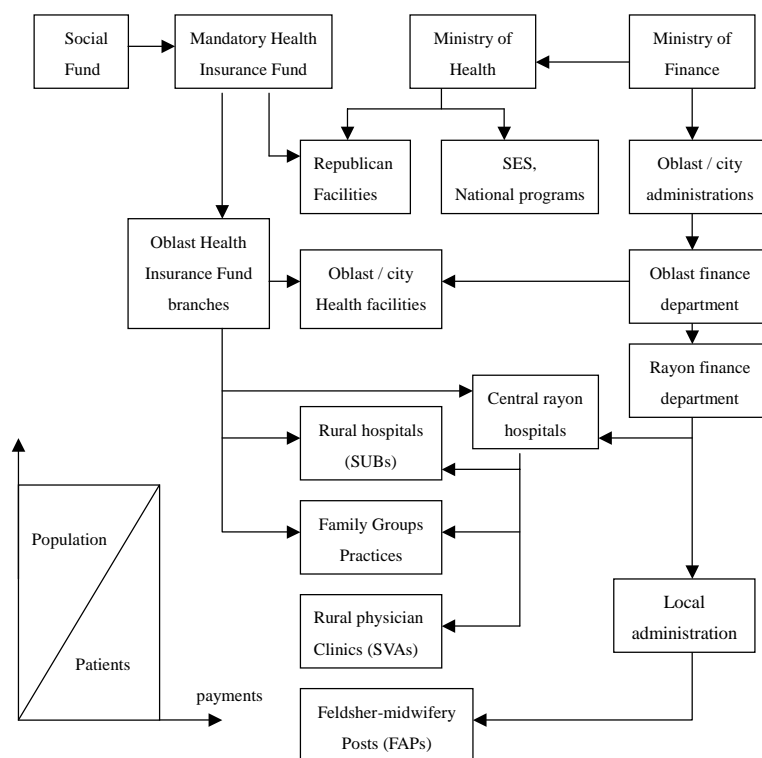 Social
Fund
Mandatory Health
Insurance Fund
Ministry of
Health
Ministry of
Finance
Republican
Facilities
SES,
National programs
Oblast / city
administrations
Oblast Health
Insurance Fund
branches
Oblast / city
Health facilities
Oblast finance
department
Rayon finance
department
Central rayon
hospitals
Rural hospitals
(SUBs)
Family Groups
Practices
Population
Patients
payments
Rural physician
Clinics (SVAs)
Local
administration
Feldsher-midwifery
Posts (FAPs)